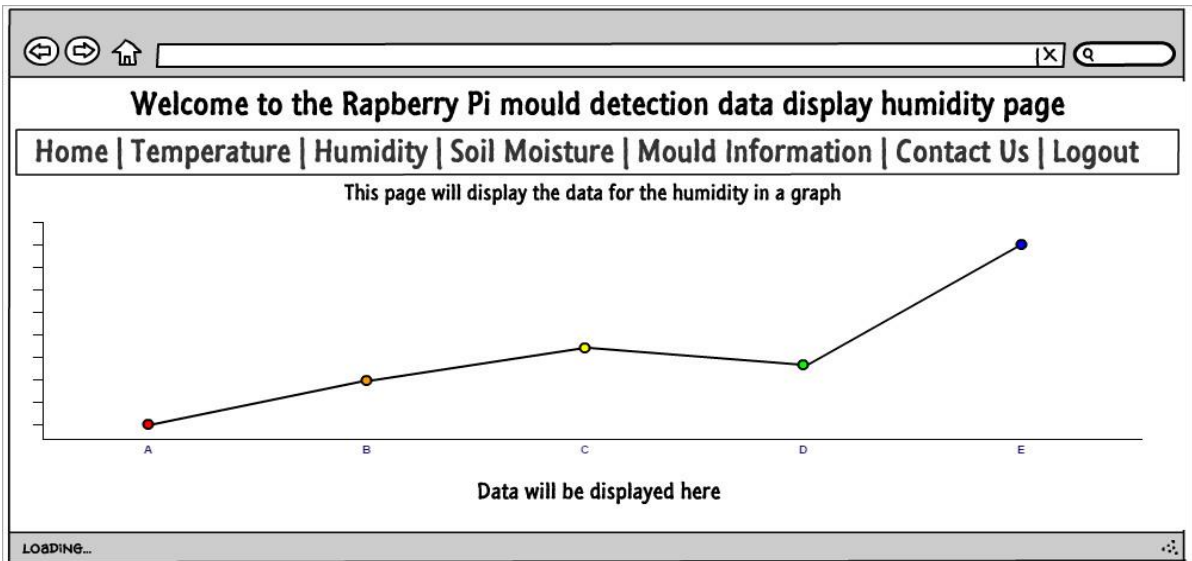 Welcome to the Rapberry Pi mould detection data display humidity page
Home | Temperature | Humidity | Soil Moisture | Mould Information | Contact Us | Logout
This page will display the data for the humidity in a graph
A B C D E
Data will be displayed here
LOADING...